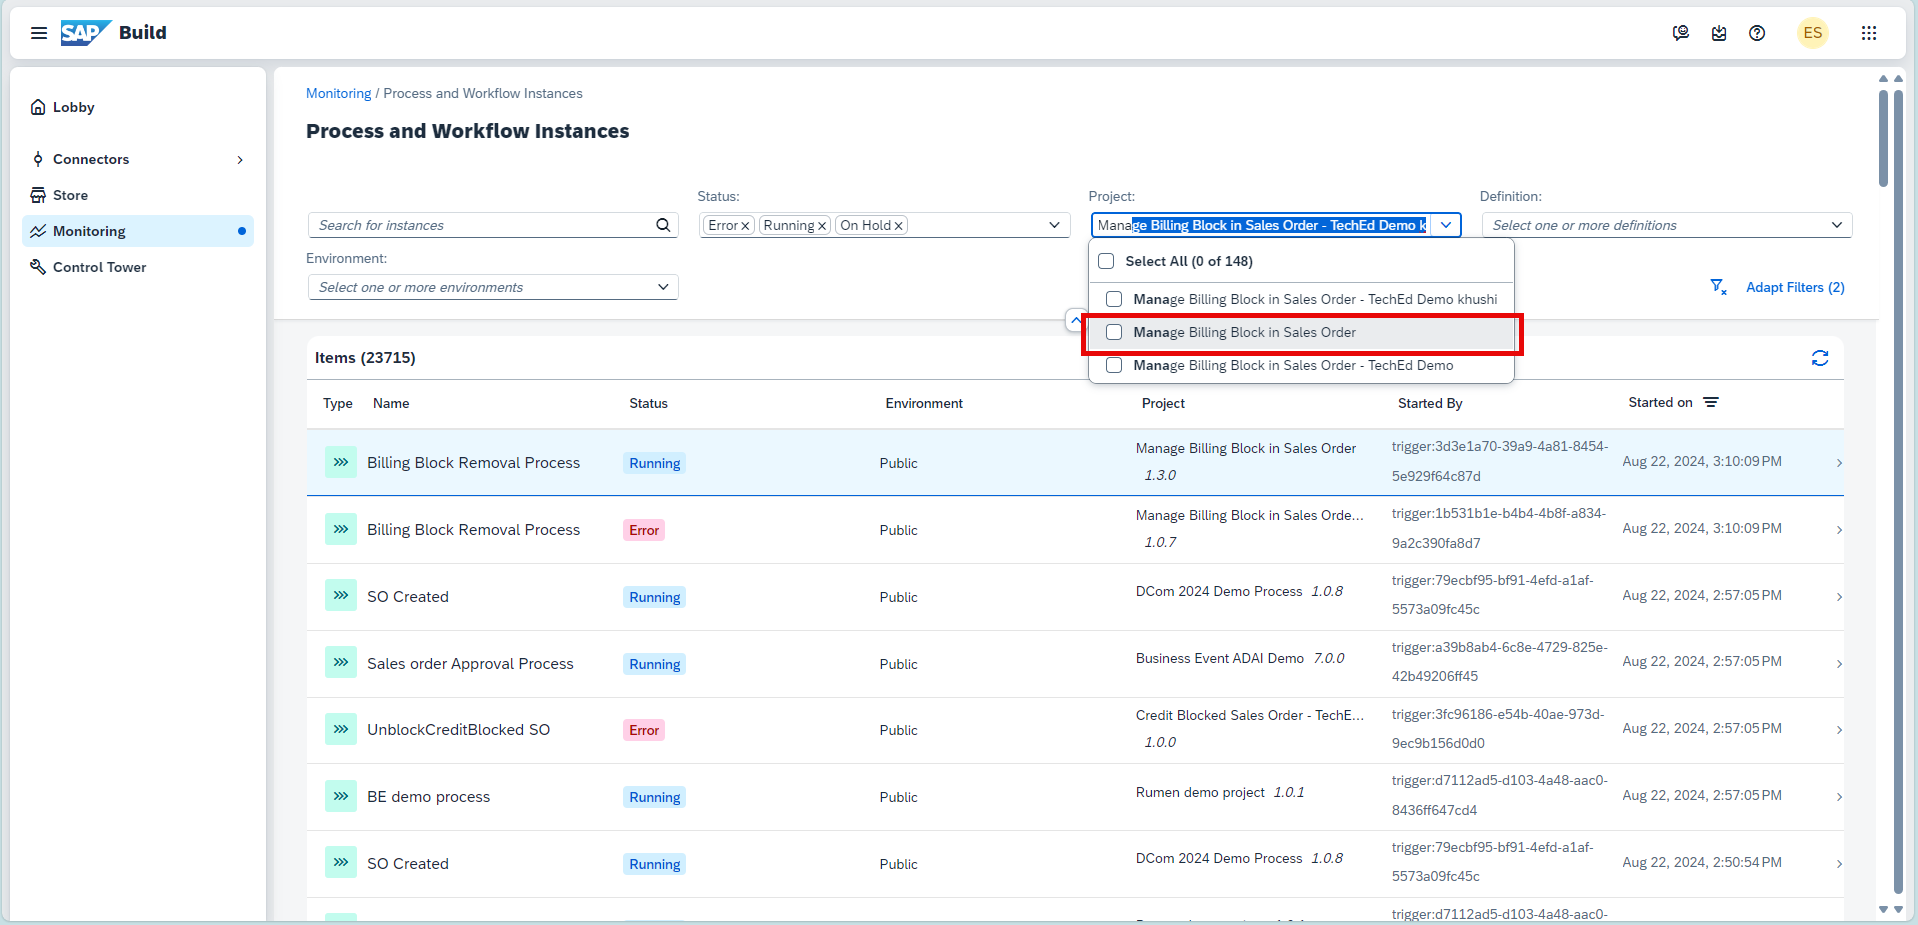 SAP Build
ES
Lobby
Connectors
Store
Monitoring
Control Tower
Monitoring / Process and Workflow Instances
Process and Workflow Instances
Status:
Project:
Definition:
Search for instances
Error
Running
On Hold
Manage Billing Block in Sales Order - TechEd Demo k
Select one or more definitions
Environment:
Select one or more environments
Adapt Filters (2)
Select All (0 of 148)
Manage Billing Block in Sales Order - TechEd Demo khushi
Manage Billing Block in Sales Order
Manage Billing Block in Sales Order - TechEd Demo
Items (23715)
Type Name Status Environment Project Started By Started on
Billing Block Removal Process Running Public Manage Billing Block in Sales Order 1.3.0 trigger:3d3e1a70-39a9-4a81-8454-5e929f64c87d Aug 22, 2024, 3:10:09 PM
Billing Block Removal Process Error Public Manage Billing Block in Sales Orde... 1.0.7 trigger:1b531b1e-b4b4-4b8f-a834-9a2c390fa8d7 Aug 22, 2024, 3:10:09 PM
SO Created Running Public DCom 2024 Demo Process 1.0.8 trigger:79ecbf95-bf91-4efd-a1af-5573a09fc45c Aug 22, 2024, 2:57:05 PM
Sales order Approval Process Running Public Business Event ADAI Demo 7.0.0 trigger:a39b8ab4-6c8e-4729-825e-42b49206ff45 Aug 22, 2024, 2:57:05 PM
UnblockCreditBlocked SO Error Public Credit Blocked Sales Order - TechE... 1.0.0 trigger:3fc96186-e54b-40ae-973d-9ec9b156d0d0 Aug 22, 2024, 2:57:05 PM
BE demo process Running Public Rumen demo project 1.0.1 trigger:d7112ad5-d103-4a48-aac0-8436ff647cd4 Aug 22, 2024, 2:57:05 PM
SO Created Running Public DCom 2024 Demo Process 1.0.8 trigger:79ecbf95-bf91-4efd-a1af-5573a09fc45c Aug 22, 2024, 2:50:54 PM
trigger:d7112ad5-d103-4a48-aac0-